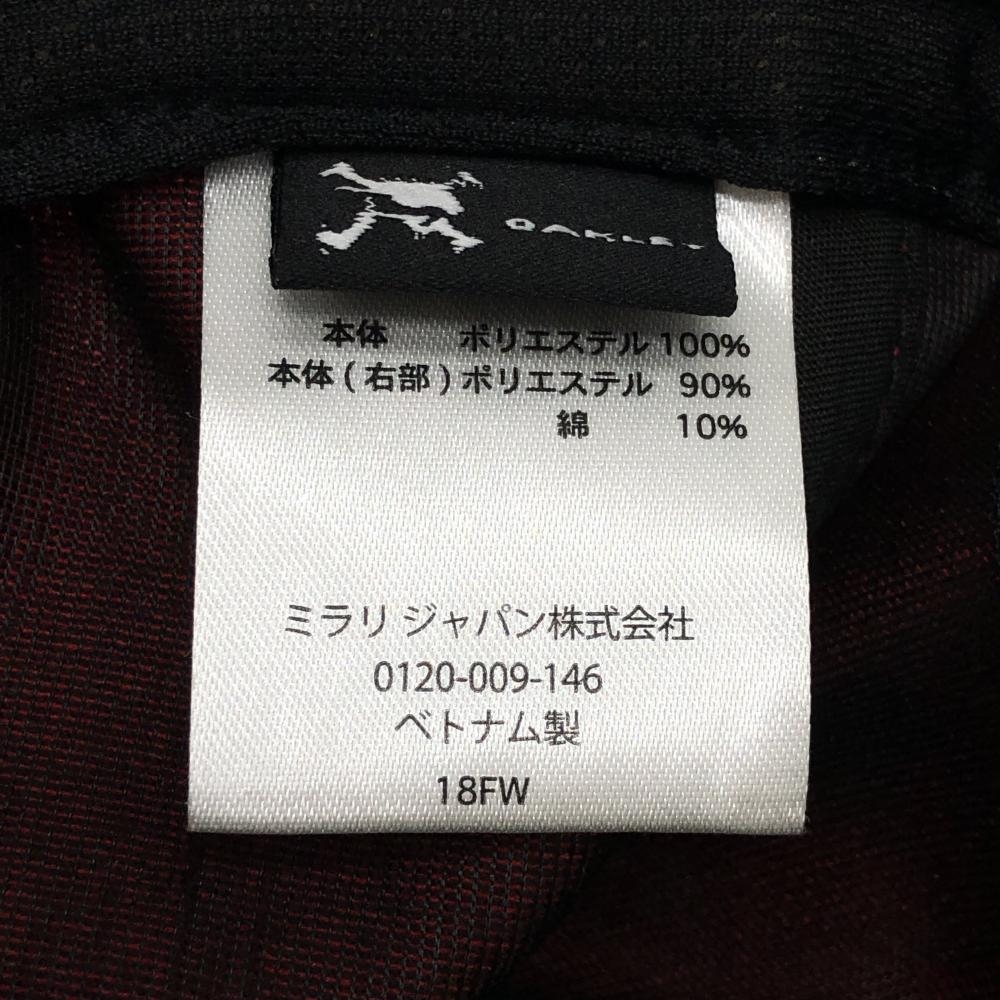 OAKLEY
本体 ポリエステル 100%
本体 ( 右部 ) ポリエステル 90%
綿 10%
ミラリ ジャパン株式会社
0120-009-146
ベトナム製
18FW